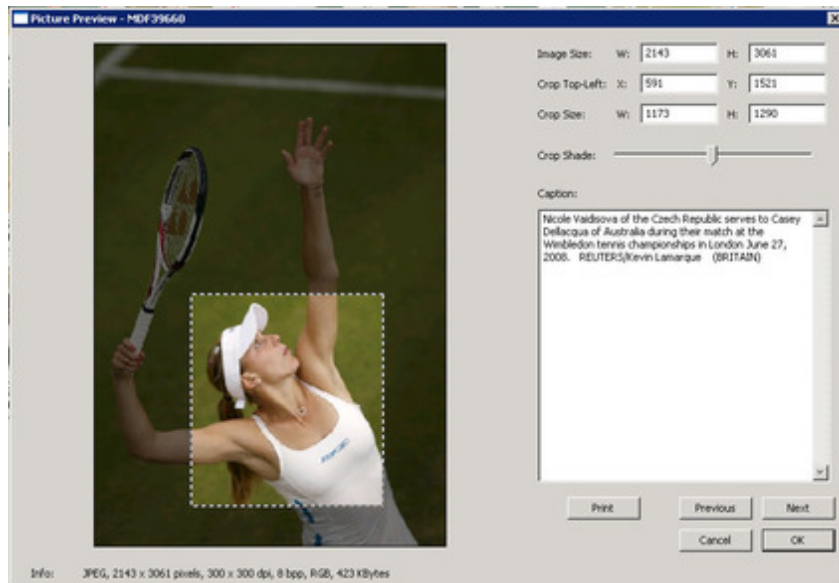 Picture Preview - MDF39660
Image Size: W: 2143 H: 3061
Crop Top-Left: X: 591 Y: 1521
Crop Size: W: 1173 H: 1290
Crop Shade:
Caption:
Nicole Vaidisova of the Czech Republic serves to Casey
Dellacqua of Australia during their match at the
Wimbledon tennis championships in London June 27,
2008. REUTERS/Kevin Lamarque (BRITAIN)
Print Previous Next
Cancel OK
Info: JPEG, 2143 x 3061 pixels, 300 x 300 dpi, 8 bpp, RGB, 423 KBytes